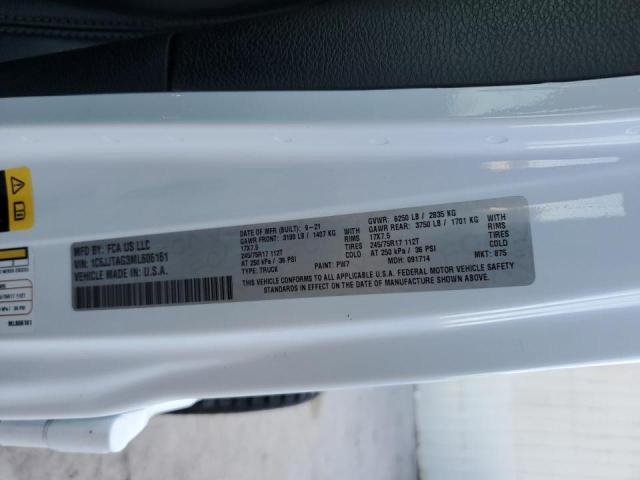 MFD BY: FCA US LLC
DATE OF MFR (BUILT): 9-21
GVWR: 6250 LB / 2835 KG
GAWR FRONT: 3100 LB / 1407 KG WITH
GAWR REAR: 3750 LB / 1701 KG WITH
17X7.5 RIMS
17X7.5 RIMS
245/75R17 112T TIRES
245/75R17 112T TIRES
AT 250 kPa / 36 PSI COLD
AT 250 kPa / 36 PSI COLD
VIN: 1C6JJTAG3ML606161
TYPE: TRUCK
PAINT: PW7
MDH: 091714
MKT: 875
VEHICLE MADE IN U.S.A.
THIS VEHICLE CONFORMS TO ALL APPLICABLE U.S.A. FEDERAL MOTOR VEHICLE SAFETY
STANDARDS IN EFFECT ON THE DATE OF MANUFACTURE SHOWN ABOVE.
ML606161